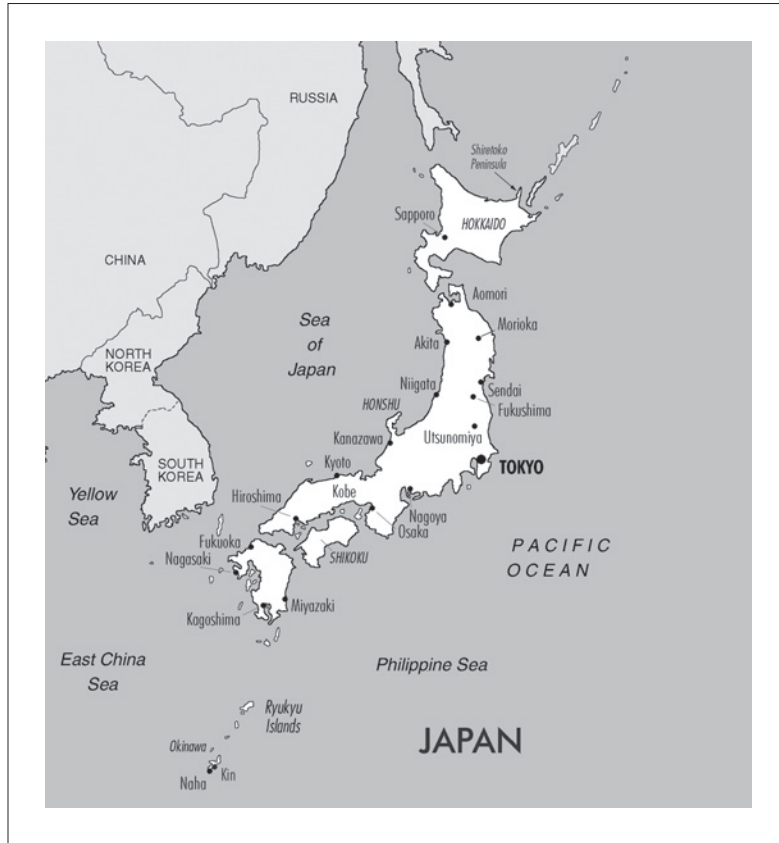 RUSSIA
Shiretoko
Peninsula
Sapporo
HOKKAIDO
CHINA
Aomori
Sea
of
Japan
Morioka
Akita
NORTH
KOREA
Niigata
Sendai
HONSHU
Fukushima
Utsunomiya
Kanazawa
SOUTH
KOREA
Kyoto
TOKYO
Kobe
Yellow
Sea
Hiroshima
Nagoya
Osaka
Fukuoka
PACIFIC
OCEAN
Nagasaki
SHIKOKU
Miyazaki
Kagoshima
East China
Sea
Philippine Sea
Ryukyu
Islands
JAPAN
Okinawa
Kin
Naha